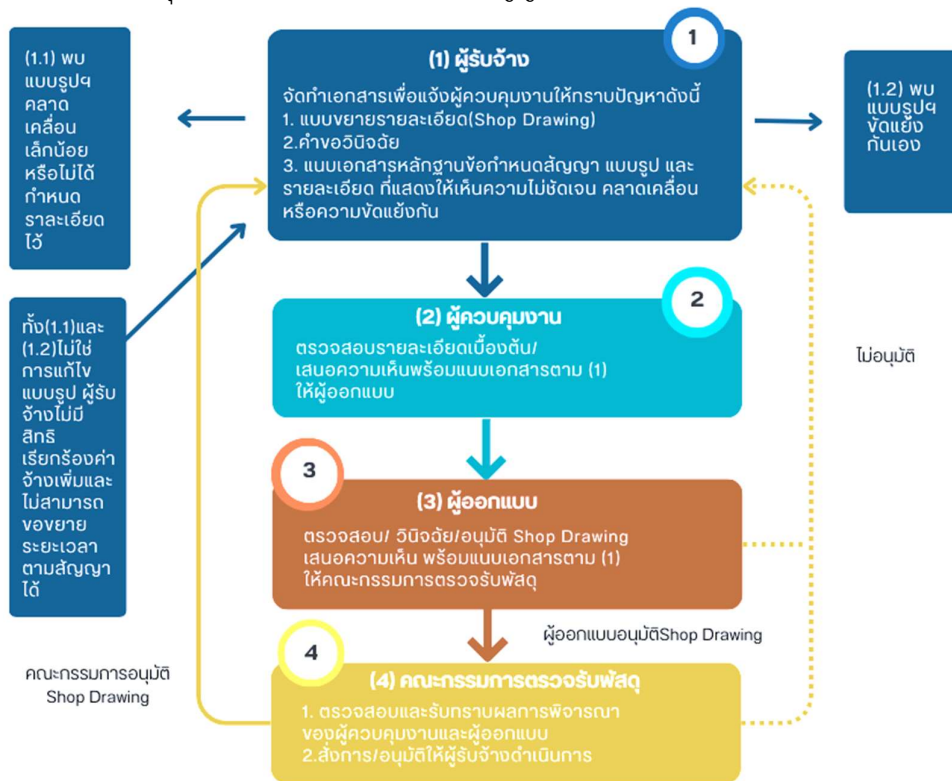 1
(1) ผู้รับจ้าง
จัดทำเอกสารเพื่อแจ้งผู้ควบคุมงานให้ทราบปัญหาดังนี้
1. แบบขยายรายละเอียด(Shop Drawing)
2.คำขอวินิจฉัย
3. แนบเอกสารหลักฐานข้อกำหนดสัญญา แบบรูป และ
รายละเอียด ที่แสดงให้เห็นความไม่ชัดเจน คลาดเคลื่อน
หรือความขัดแย้งกัน
(1.1) พบ
แบบรูปฯ
คลาด
เคลื่อน
เล็กน้อย
หรือไม่ได้
กำหนด
ราละเอียด
ไว้
(1.2) พบ
แบบรูปฯ
ขัดแย้ง
กันเอง
ทั้ง(1.1)และ
(1.2)ไม่ใช่
การแก้ไข
แบบรูป ผู้รับ
จ้างไม่มี
สิทธิ
เรียกร้องค่า
จ้างเพิ่มและ
ไม่สามารถ
ขอขยาย
ระยะเวลา
ตามสัญญา
ได้
2
(2) ผู้ควบคุมงาน
ตรวจสอบรายละเอียดเบื้องต้น/
เสนอความเห็นพร้อมแนบเอกสารตาม (1)
ให้ผู้ออกแบบ
ไม่อนุมัติ
3
(3) ผู้ออกแบบ
ตรวจสอบ/ วินิจฉัย/อนุมัติ Shop Drawing
เสนอความเห็น พร้อมแนบเอกสารตาม (1)
ให้คณะกรรมการตรวจรับพัสดุ
ผู้ออกแบบอนุมัติShop Drawing
คณะกรรมการอนุมัติ
Shop Drawing
4
(4) คณะกรรมการตรวจรับพัสดุ
1. ตรวจสอบและรับทราบผลการพิจารณา
ของผู้ควบคุมงานและผู้ออกแบบ
2.สั่งการ/อนุมัติให้ผู้รับจ้างดำเนินการ